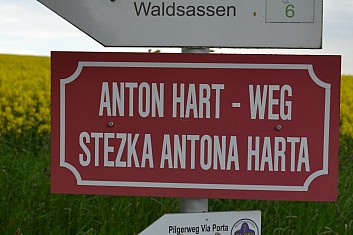 Waldsassen
6
ANTON HART - WEG
STEZKA ANTONA HARTA
Pilgerweg Via Porta